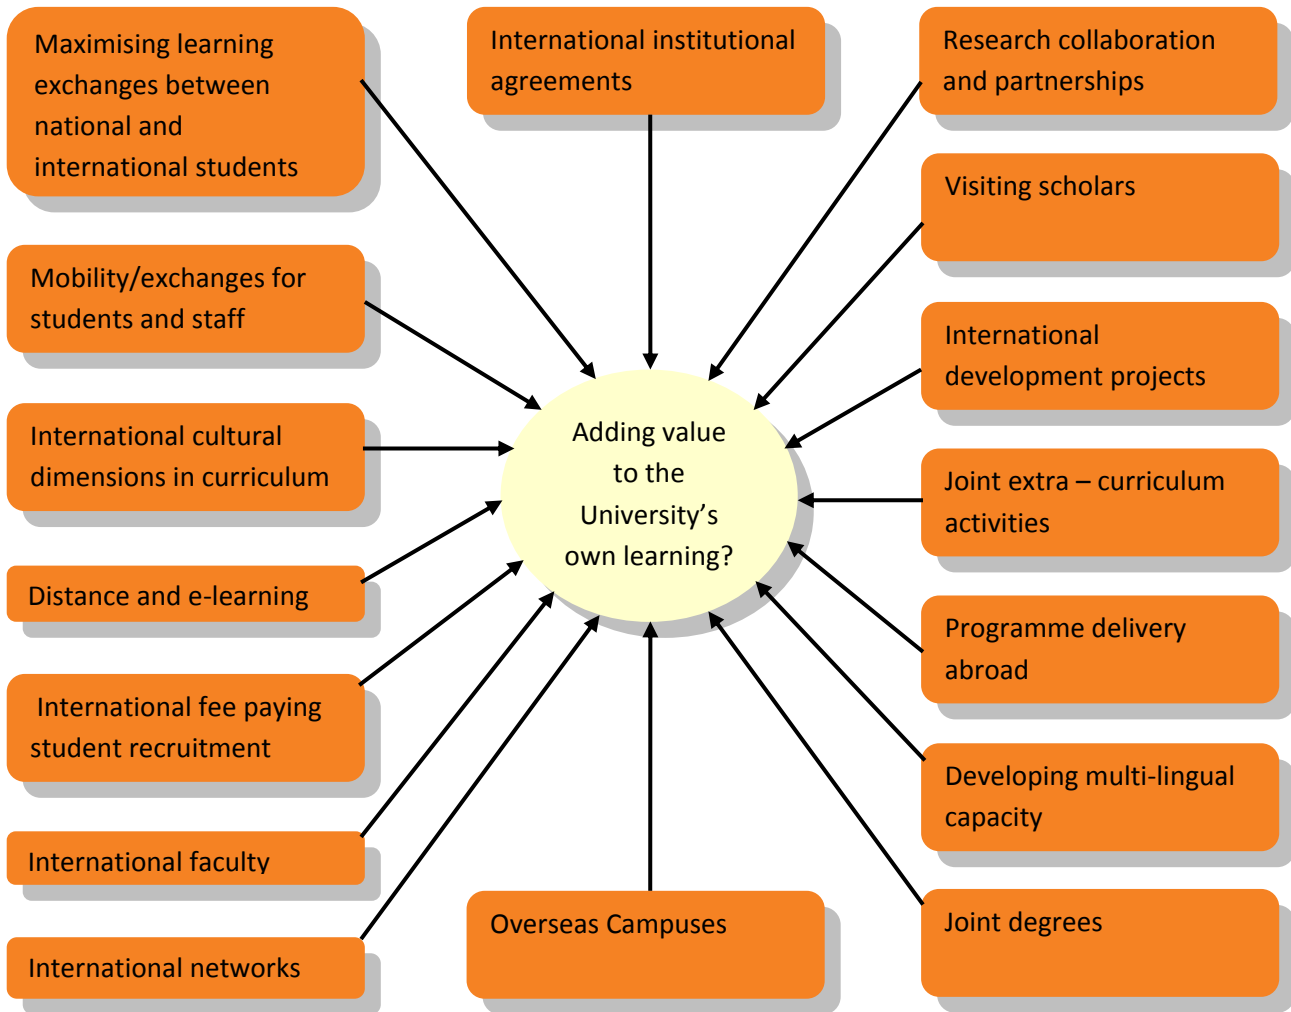 Maximising learning
exchanges between
national and
international students
International institutional
agreements
Research collaboration
and partnerships
Visiting scholars
Mobility/exchanges for
students and staff
International
development projects
International cultural
dimensions in curriculum
Adding value
to the
University’s
own learning?
Joint extra – curriculum
activities
Distance and e-learning
Programme delivery
abroad
International fee paying
student recruitment
Developing multi-lingual
capacity
International faculty
Overseas Campuses
Joint degrees
International networks